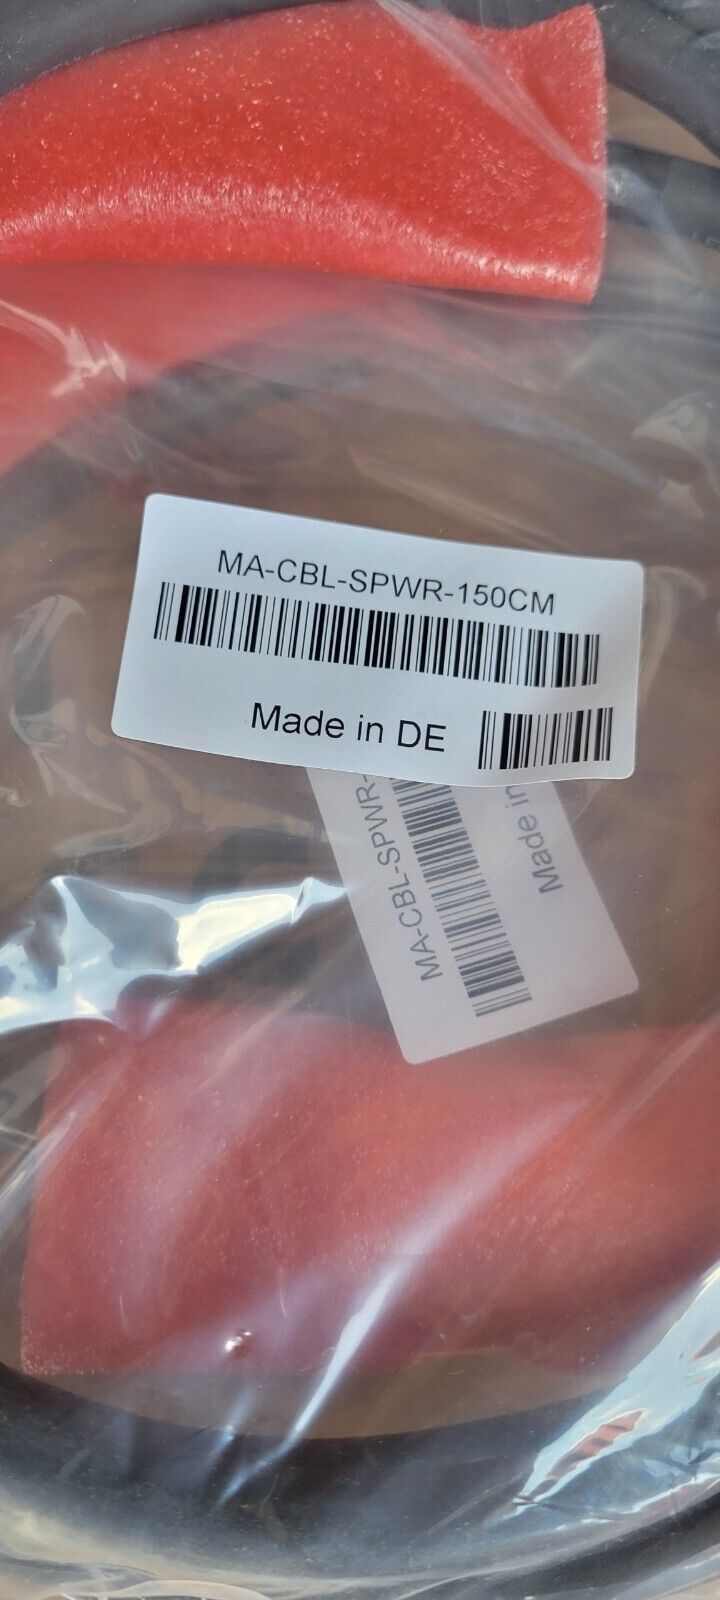 MA-CBL-SPWR-150CM
Made in DE
MA-CBL-SPWR-
Made in